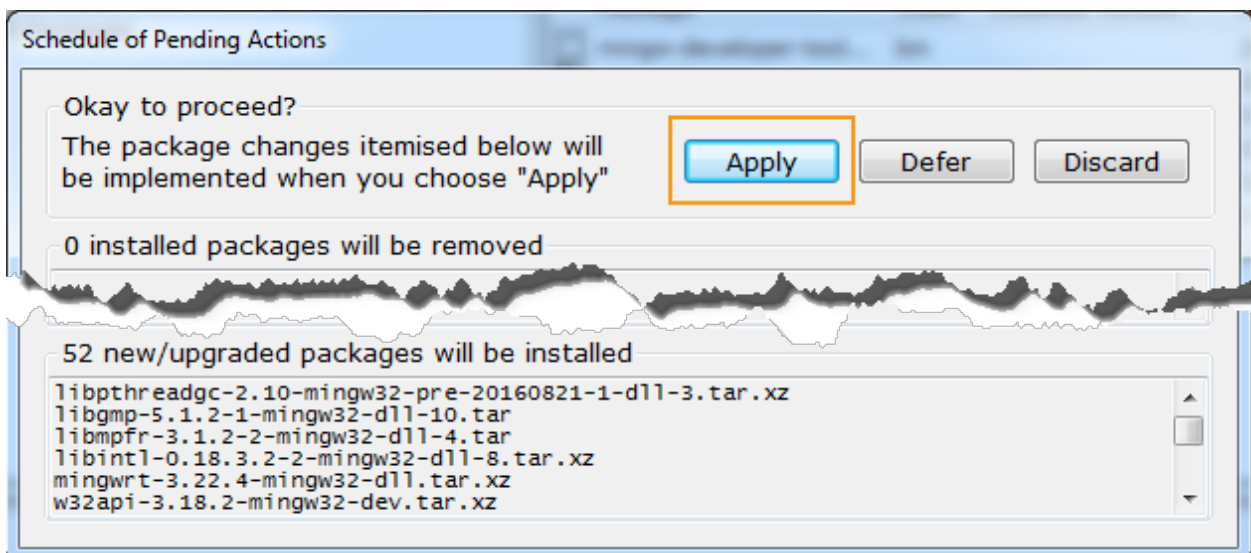 Schedule of Pending Actions
Okay to proceed?
The package changes itemised below will
be implemented when you choose "Apply"
Apply
Defer
Discard
0 installed packages will be removed
52 new/upgraded packages will be installed
libpthreadgc-2.10-mingw32-pre-20160821-1-dll-3.tar.xz
libgmp-5.1.2-1-mingw32-dll-10.tar
libmpfr-3.1.2-2-mingw32-dll-4.tar
libintl-0.18.3.2-2-mingw32-dll-8.tar.xz
mingwrt-3.22.4-mingw32-dll.tar.xz
w32api-3.18.2-mingw32-dev.tar.xz